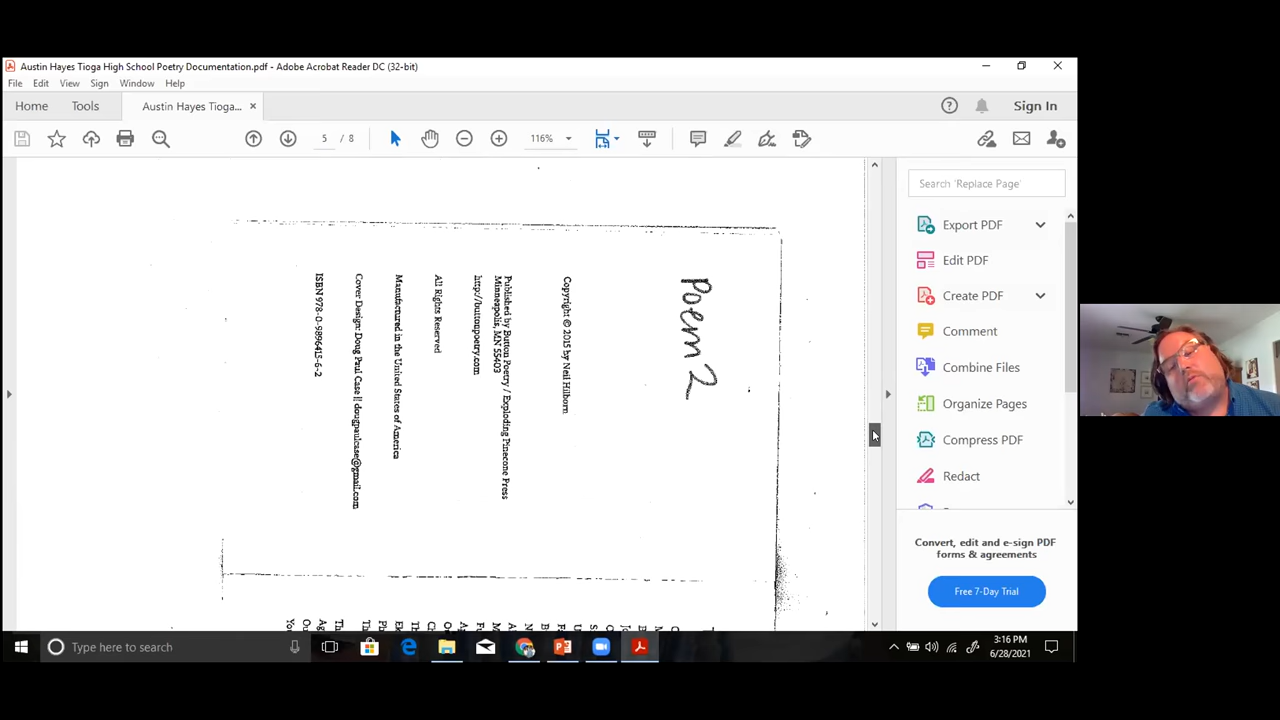 Austin Hayes Tioga High School Poetry Documentation.pdf - Adobe Acrobat Reader DC (32-bit)
File Edit View Sign Window Help
Home Tools Austin Hayes Tioga... × Sign In
5 / 8 116%
Search 'Replace Page'
Export PDF
Edit PDF
Create PDF
Comment
Combine Files
Organize Pages
Compress PDF
Redact
Convert, edit and e-sign PDF
forms & agreements
Free 7-Day Trial
Poem 2
Copyright © 2015 by Neil Hilborn
Published by Button Poetry / Exploding Pinecone Press
Minneapolis, MN 55403
http://buttonpoetry.com
All Rights Reserved
Manufactured in the United States of America
Cover Design: Doug Paul Case || dougpaulcase@gmail.com
ISBN 978-0-9896415-6-2
Type here to search
3:16 PM
6/28/2021